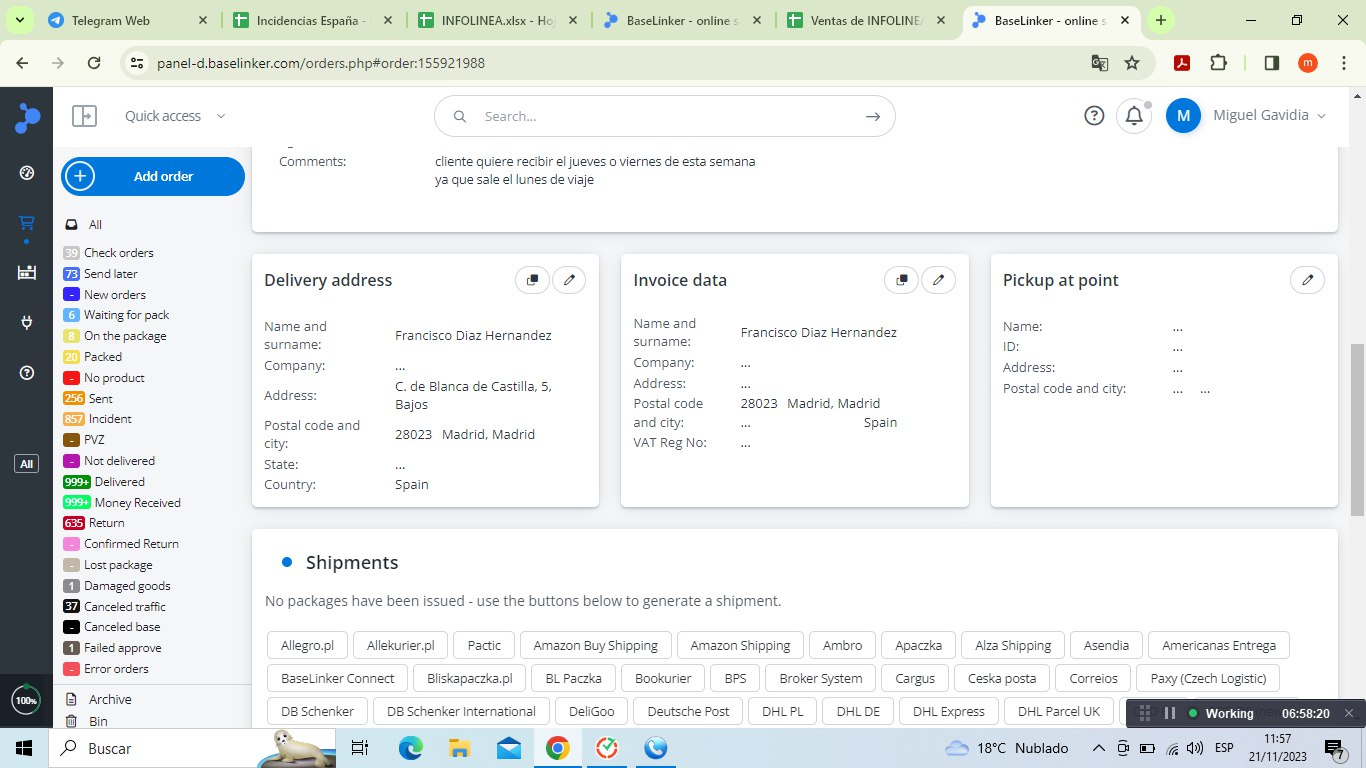 Telegram Web
Incidencias España -
INFOLINEA.xlsx - Ho
BaseLinker - online s
Ventas de INFOLINEA
BaseLinker - online s
panel-d.baselinker.com/orders.php#order:155921988
m
Quick access
Search...
M
Miguel Gavidia
Add order
All
39 Check orders
73 Send later
- New orders
6 Waiting for pack
8 On the package
20 Packed
- No product
256 Sent
857 Incident
- PVZ
- Not delivered
999+ Delivered
999+ Money Received
635 Return
- Confirmed Return
- Lost package
1 Damaged goods
37 Canceled traffic
- Canceled base
1 Failed approve
- Error orders
Archive
Bin
All
100%
Comments: cliente quiere recibir el jueves o viernes de esta semana
ya que sale el lunes de viaje
Delivery address
Name and
surname: Francisco Diaz Hernandez
Company: ...
Address: C. de Blanca de Castilla, 5,
Bajos
Postal code and
city: 28023 Madrid, Madrid
State: ...
Country: Spain
Invoice data
Name and
surname: Francisco Diaz Hernandez
Company: ...
Address: ...
Postal code 28023 Madrid, Madrid
and city: ... Spain
VAT Reg No: ...
Pickup at point
Name: ...
ID: ...
Address: ...
Postal code and city: ... ...
Shipments
No packages have been issued - use the buttons below to generate a shipment.
Allegro.pl Allekurier.pl Pactic Amazon Buy Shipping Amazon Shipping Ambro Apaczka Alza Shipping Asendia Americanas Entrega
BaseLinker Connect Bliskapaczka.pl BL Paczka Bookurier BPS Broker System Cargus Ceska posta Correios Paxy (Czech Logistic)
DB Schenker DB Schenker International DeliGoo Deutsche Post DHL PL DHL DE DHL Express DHL Parcel UK
Working 06:58:20
Buscar
18°C Nublado
ESP
11:57
21/11/2023
7